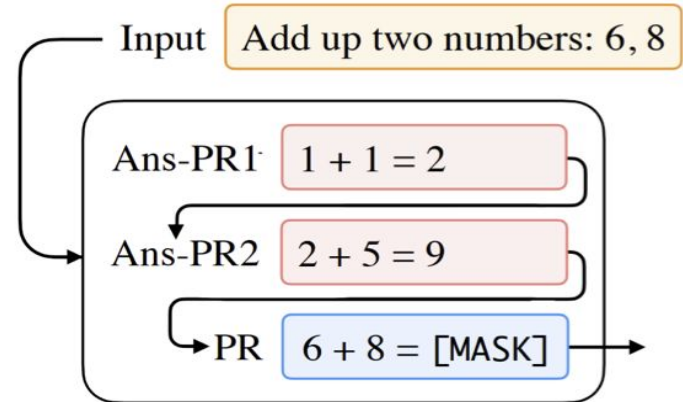 Input Add up two numbers: 6, 8
Ans-PR1 1 + 1 = 2
Ans-PR2 2 + 5 = 9
PR 6 + 8 = [MASK]